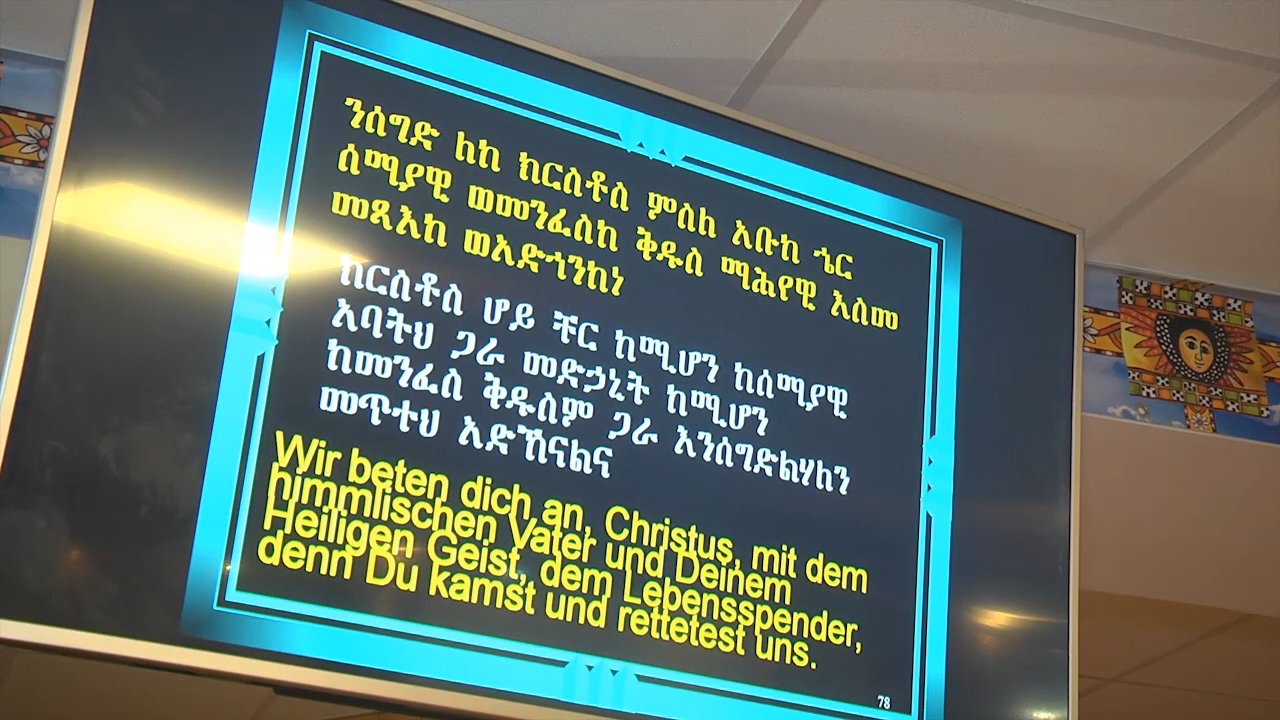 ንሰግድ ለከ ክርስቶስ ምስለ አቡከ ኄር
ሰማያዊ ወመንፈስከ ቅዱስ ማሕየዊ እስመ
መጻእከ ወአድኀንከነ
ክርስቶስ ሆይ ቸር ከሚሆን ከሰማያዊ
አባትህ ጋራ መድኃኒት ከሚሆን
ከመንፈስ ቅዱስም ጋራ እንሰግድልሃለን
መጥተህ አድኸናልና
Wir beten dich an, Christus, mit dem
himmlischen Vater und Deinem
Heiligen Geist, dem Lebensspender,
denn Du kamst und rettetest uns.
78